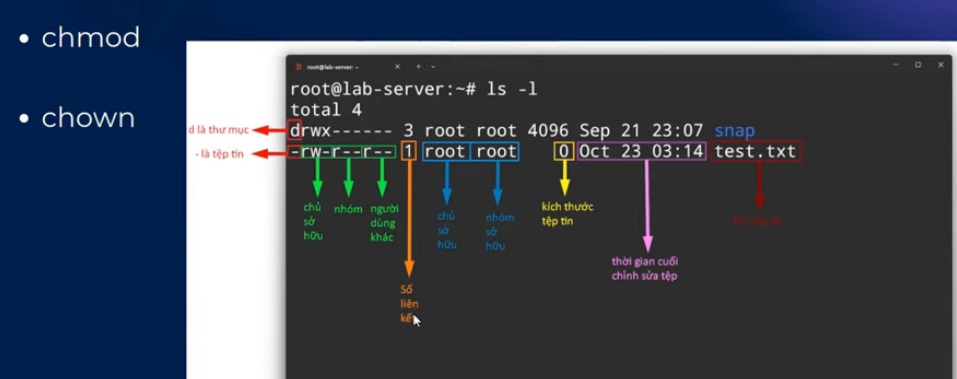 • chmod
• chown
root@lab-server: ~
root@lab-server:~# ls -l
total 4
drwx------ 3 root root 4096 Sep 21 23:07 snap
-rw-r--r-- 1 root root 0 Oct 23 03:14 test.txt
d là thư mục
- là tệp tin
chủ
sở
hữu
nhóm
người
dùng
khác
Số
liên
kết
chủ
sở
hữu
nhóm
sở
hữu
kích thước
tệp tin
thời gian cuối
chỉnh sửa tệp